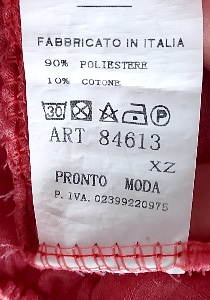 FABBRICATO IN ITALIA
90% POLIESTERE
10% COTONE
30 P
ART 84613
XZ
PRONTO MODA
P. IVA. 02399220975